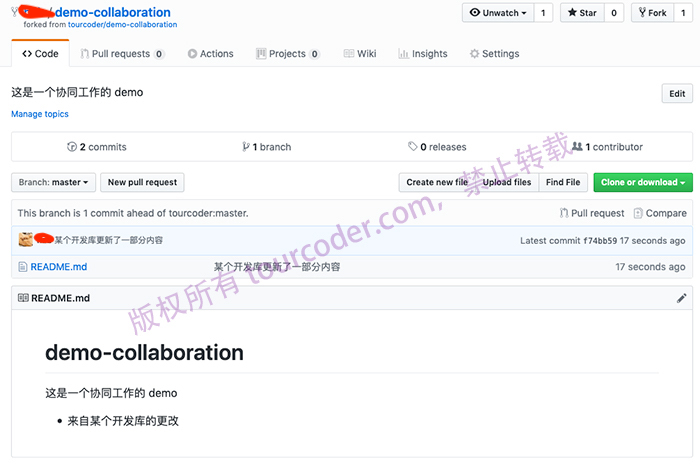 / demo-collaboration
Unwatch 1 Star 0 Fork 1
forked from tourcoder/demo-collaboration
Code Pull requests 0 Actions Projects 0 Wiki Insights Settings
这是一个协同工作的 demo
Edit
Manage topics
2 commits 1 branch 0 releases 1 contributor
Branch: master New pull request Create new file Upload files Find File Clone or download
This branch is 1 commit ahead of tourcoder:master. Pull request Compare
某个开发库更新了一部分内容 Latest commit f74bb59 17 seconds ago
README.md 某个开发库更新了一部分内容 17 seconds ago
README.md
demo-collaboration
这是一个协同工作的 demo
来自某个开发库的更改
版权所有 tourcoder.com，禁止转载